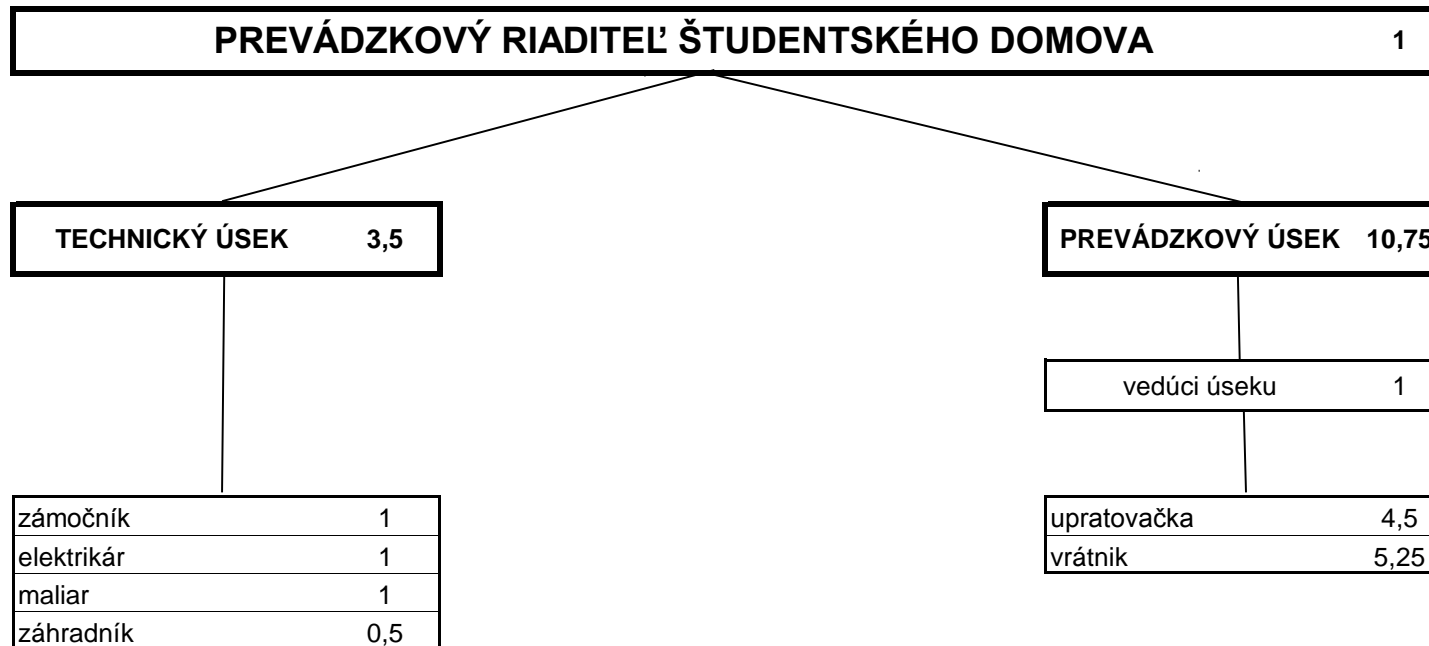 PREVÁDZKOVÝ RIADITEĽ ŠTUDENTSKÉHO DOMOVA 1
TECHNICKÝ ÚSEK 3,5
PREVÁDZKOVÝ ÚSEK 10,75
vedúci úseku 1
zámočník 1
elektrikár 1
maliar 1
záhradník 0,5
upratovačka 4,5
vrátnik 5,25